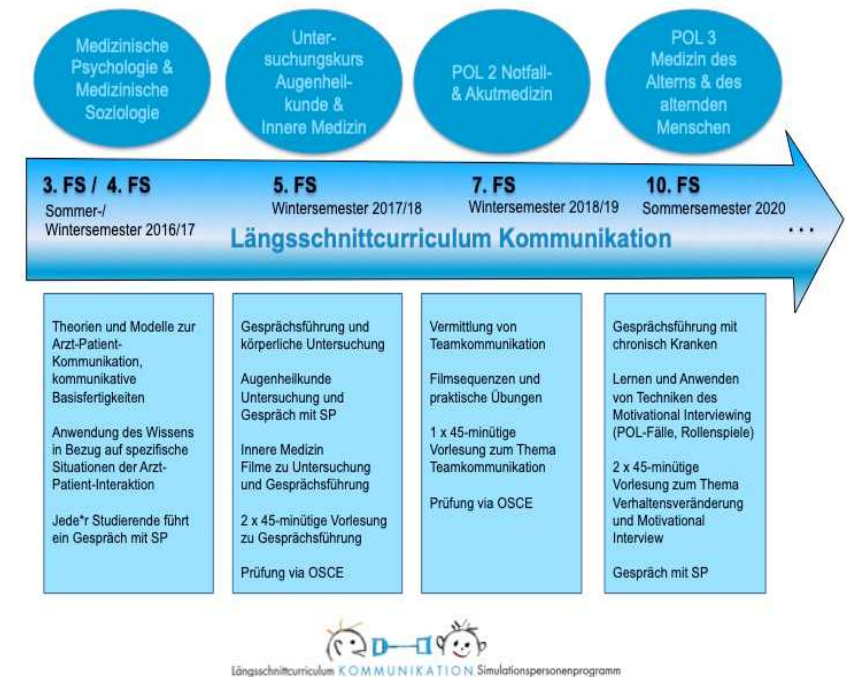 Medizinische
Psychologie &
Medizinische
Soziologie
Unter-
suchungskurs
Augenheil-
kunde &
Innere Medizin
POL 2 Notfall-
& Akutmedizin
POL 3
Medizin des
Alterns & des
alternden
Menschen
3. FS / 4. FS
Sommer-/
Wintersemester 2016/17
5. FS
Wintersemester 2017/18
7. FS
Wintersemester 2018/19
10. FS
Sommersemester 2020
...
Längsschnittcurriculum Kommunikation
Theorien und Modelle zur
Arzt-Patient-
Kommunikation,
kommunikative
Basisfertigkeiten
Anwendung des Wissens
in Bezug auf spezifische
Situationen der Arzt-
Patient-Interaktion
Jede*r Studierende führt
ein Gespräch mit SP
Gesprächsführung und
körperliche Untersuchung
Augenheilkunde
Untersuchung und
Gespräch mit SP
Innere Medizin
Filme zu Untersuchung
und Gesprächsführung
2 x 45-minütige Vorlesung
zu Gesprächsführung
Prüfung via OSCE
Vermittlung von
Teamkommunikation
Filmsequenzen und
praktische Übungen
1 x 45-minütige
Vorlesung zum Thema
Teamkommunikation
Prüfung via OSCE
Gesprächsführung mit
chronisch Kranken
Lernen und Anwenden
von Techniken des
Motivational Interviewing
(POL-Fälle, Rollenspiele)
2 x 45-minütige
Vorlesung zum Thema
Verhaltensveränderung
und Motivational
Interview
Gespräch mit SP
Längsschnittcurriculum KOMMUNIKATION Simulationspersonenprogramm